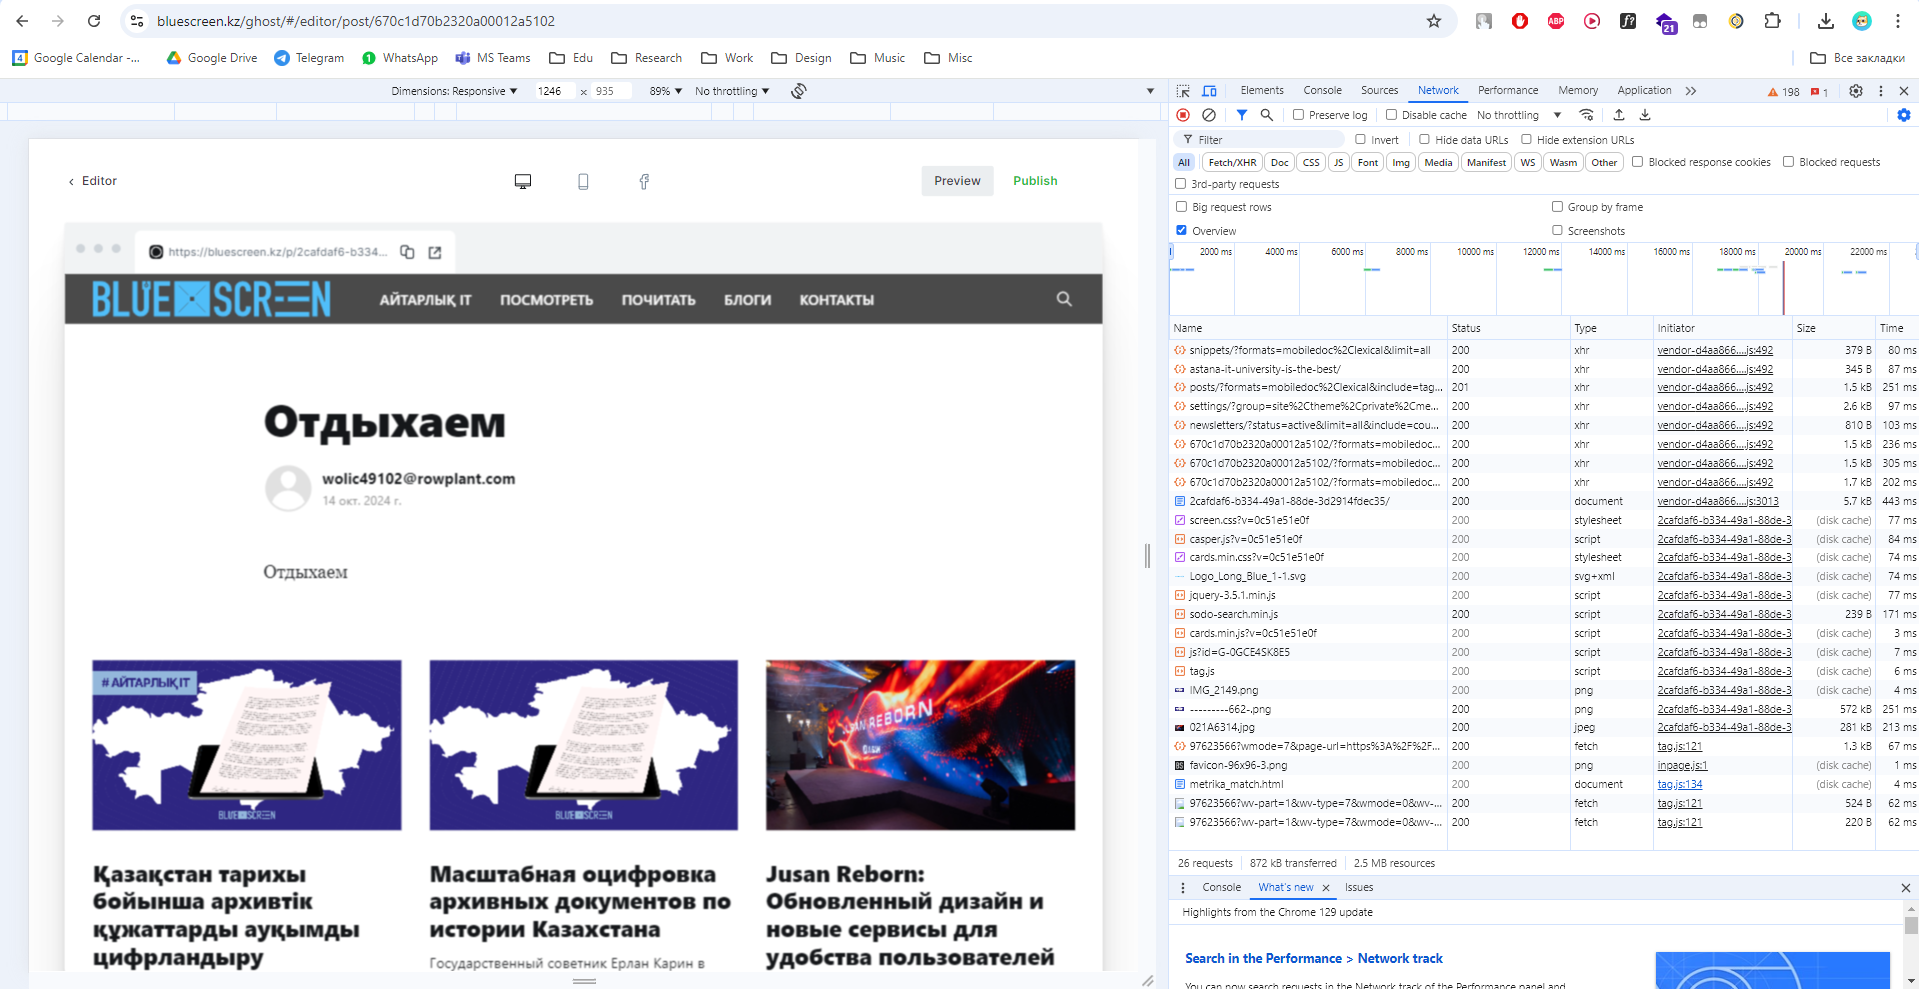 bluescreen.kz/ghost/#/editor/post/670c1d70b2320a00012a5102
21
Google Calendar -...
Google Drive
Telegram
WhatsApp
MS Teams
Edu
Research
Work
Design
Music
Misc
Все закладки
Dimensions: Responsive
1246 x 935
89%
No throttling
Elements Console Sources Network Performance Memory Application
198
1
Preserve log Disable cache No throttling
Filter Invert Hide data URLs Hide extension URLs
All Fetch/XHR Doc CSS JS Font Img Media Manifest WS Wasm Other Blocked response cookies Blocked requests
3rd-party requests
Big request rows Group by frame
Overview Screenshots
2000 ms 4000 ms 6000 ms 8000 ms 10000 ms 12000 ms 14000 ms 16000 ms 18000 ms 20000 ms 22000 ms
Editor
Preview Publish
https://bluescreen.kz/p/2cafdaf6-b334...
BLUE SCREEN
АЙТАРЛЫҚ IT ПОСМОТРЕТЬ ПОЧИТАТЬ БЛОГИ КОНТАКТЫ
Отдыхаем
wolic49102@rowplant.com
14 окт. 2024 г.
Отдыхаем
# АЙТАРЛЫҚ IT
BLUE SCREEN
BLUE SCREEN
JUSAN REBORN
Қазақстан тарихы
бойынша архивтік
құжаттарды ауқымды
цифрландыру
Масштабная оцифровка
архивных документов по
истории Казахстана
Государственный советник Ерлан Карин в
Jusan Reborn:
Обновленный дизайн и
новые сервисы для
удобства пользователей
Name Status Type Initiator Size Time
snippets/?formats=mobiledoc%2Clexical&limit=all 200 xhr vendor-d4aa866....js:492 379 B 80 ms
astana-it-university-is-the-best/ 200 xhr vendor-d4aa866....js:492 345 B 87 ms
posts/?formats=mobiledoc%2Clexical&include=tag... 201 xhr vendor-d4aa866....js:492 1.5 kB 251 ms
settings/?group=site%2Ctheme%2Cprivate%2Cme... 200 xhr vendor-d4aa866....js:492 2.6 kB 97 ms
newsletters/?status=active&limit=all&include=cou... 200 xhr vendor-d4aa866....js:492 810 B 103 ms
670c1d70b2320a00012a5102/?formats=mobiledoc... 200 xhr vendor-d4aa866....js:492 1.5 kB 236 ms
670c1d70b2320a00012a5102/?formats=mobiledoc... 200 xhr vendor-d4aa866....js:492 1.5 kB 305 ms
670c1d70b2320a00012a5102/?formats=mobiledoc... 200 xhr vendor-d4aa866....js:492 1.7 kB 202 ms
2cafdaf6-b334-49a1-88de-3d2914fdec35/ 200 document vendor-d4aa866....js:3013 5.7 kB 443 ms
screen.css?v=0c51e51e0f 200 stylesheet 2cafdaf6-b334-49a1-88de-3 (disk cache) 77 ms
casper.js?v=0c51e51e0f 200 script 2cafdaf6-b334-49a1-88de-3 (disk cache) 84 ms
cards.min.css?v=0c51e51e0f 200 stylesheet 2cafdaf6-b334-49a1-88de-3 (disk cache) 74 ms
Logo_Long_Blue_1-1.svg 200 svg+xml 2cafdaf6-b334-49a1-88de-3 (disk cache) 74 ms
jquery-3.5.1.min.js 200 script 2cafdaf6-b334-49a1-88de-3 (disk cache) 77 ms
sodo-search.min.js 200 script 2cafdaf6-b334-49a1-88de-3 239 B 171 ms
cards.min.js?v=0c51e51e0f 200 script 2cafdaf6-b334-49a1-88de-3 (disk cache) 3 ms
js?id=G-0GCE4SK8E5 200 script 2cafdaf6-b334-49a1-88de-3 (disk cache) 7 ms
tag.js 200 script 2cafdaf6-b334-49a1-88de-3 (disk cache) 6 ms
IMG_2149.png 200 png 2cafdaf6-b334-49a1-88de-3 (disk cache) 4 ms
---------662-.png 200 png 2cafdaf6-b334-49a1-88de-3 572 kB 251 ms
021A6314.jpg 200 jpeg 2cafdaf6-b334-49a1-88de-3 281 kB 213 ms
97623566?wmode=7&page-url=https%3A%2F%2F... 200 fetch tag.js:121 1.3 kB 67 ms
favicon-96x96-3.png 200 png inpage.js:1 (disk cache) 1 ms
metrika_match.html 200 document tag.js:134 (disk cache) 4 ms
97623566?wv-part=1&wv-type=7&wmode=0&wv-... 200 fetch tag.js:121 524 B 62 ms
97623566?wv-part=1&wv-type=7&wmode=0&wv-... 200 fetch tag.js:121 220 B 62 ms
26 requests 872 kB transferred 2.5 MB resources
Console What's new Issues
Highlights from the Chrome 129 update
Search in the Performance > Network track
You can now search requests in the Network track of the Performance panel and